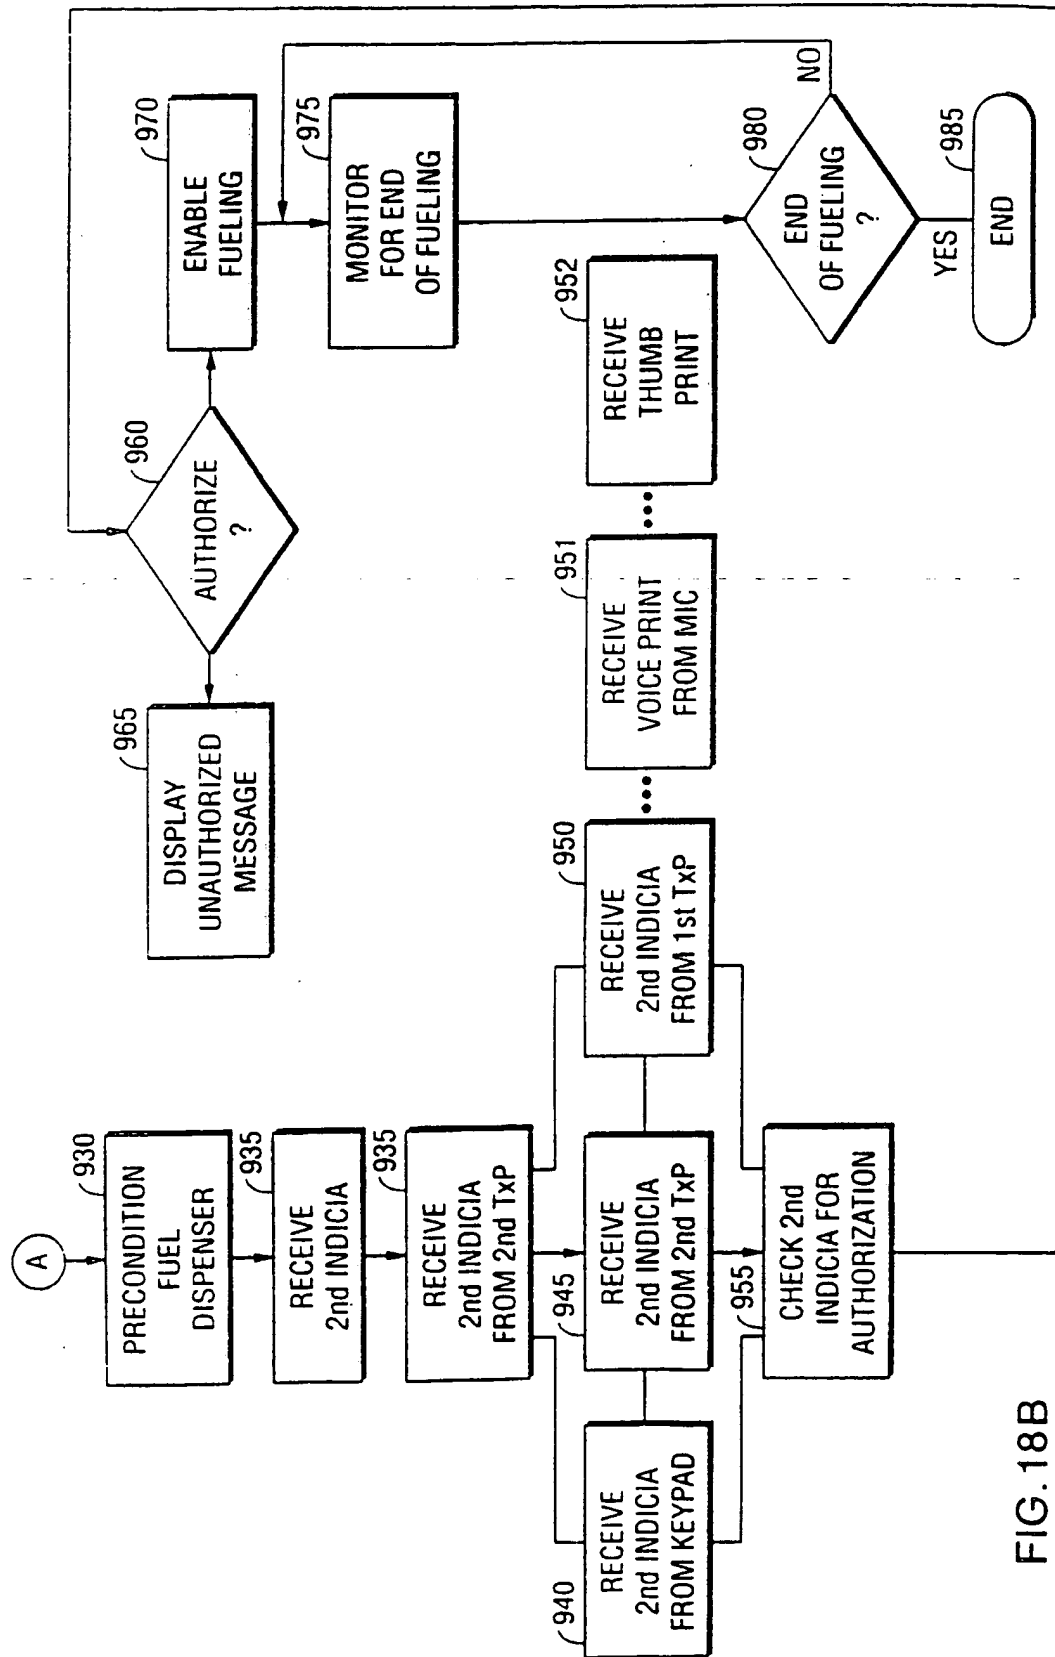 A
930
PRECONDITION
FUEL
DISPENSER
935
RECEIVE
2nd INDICIA
935
RECEIVE
2nd INDICIA
FROM 2nd TxP
940
RECEIVE
2nd INDICIA
FROM KEYPAD
945
RECEIVE
2nd INDICIA
FROM 2nd TxP
950
RECEIVE
2nd INDICIA
FROM 1st TxP
•••
951
RECEIVE
VOICE PRINT
FROM MIC
•••
952
RECEIVE
THUMB
PRINT
955
CHECK 2nd
INDICIA FOR
AUTHORIZATION
960
AUTHORIZE
?
965
DISPLAY
UNAUTHORIZED
MESSAGE
970
ENABLE
FUELING
975
MONITOR
FOR END
OF FUELING
980
END
OF FUELING
?
NO
YES
985
END
FIG.18B